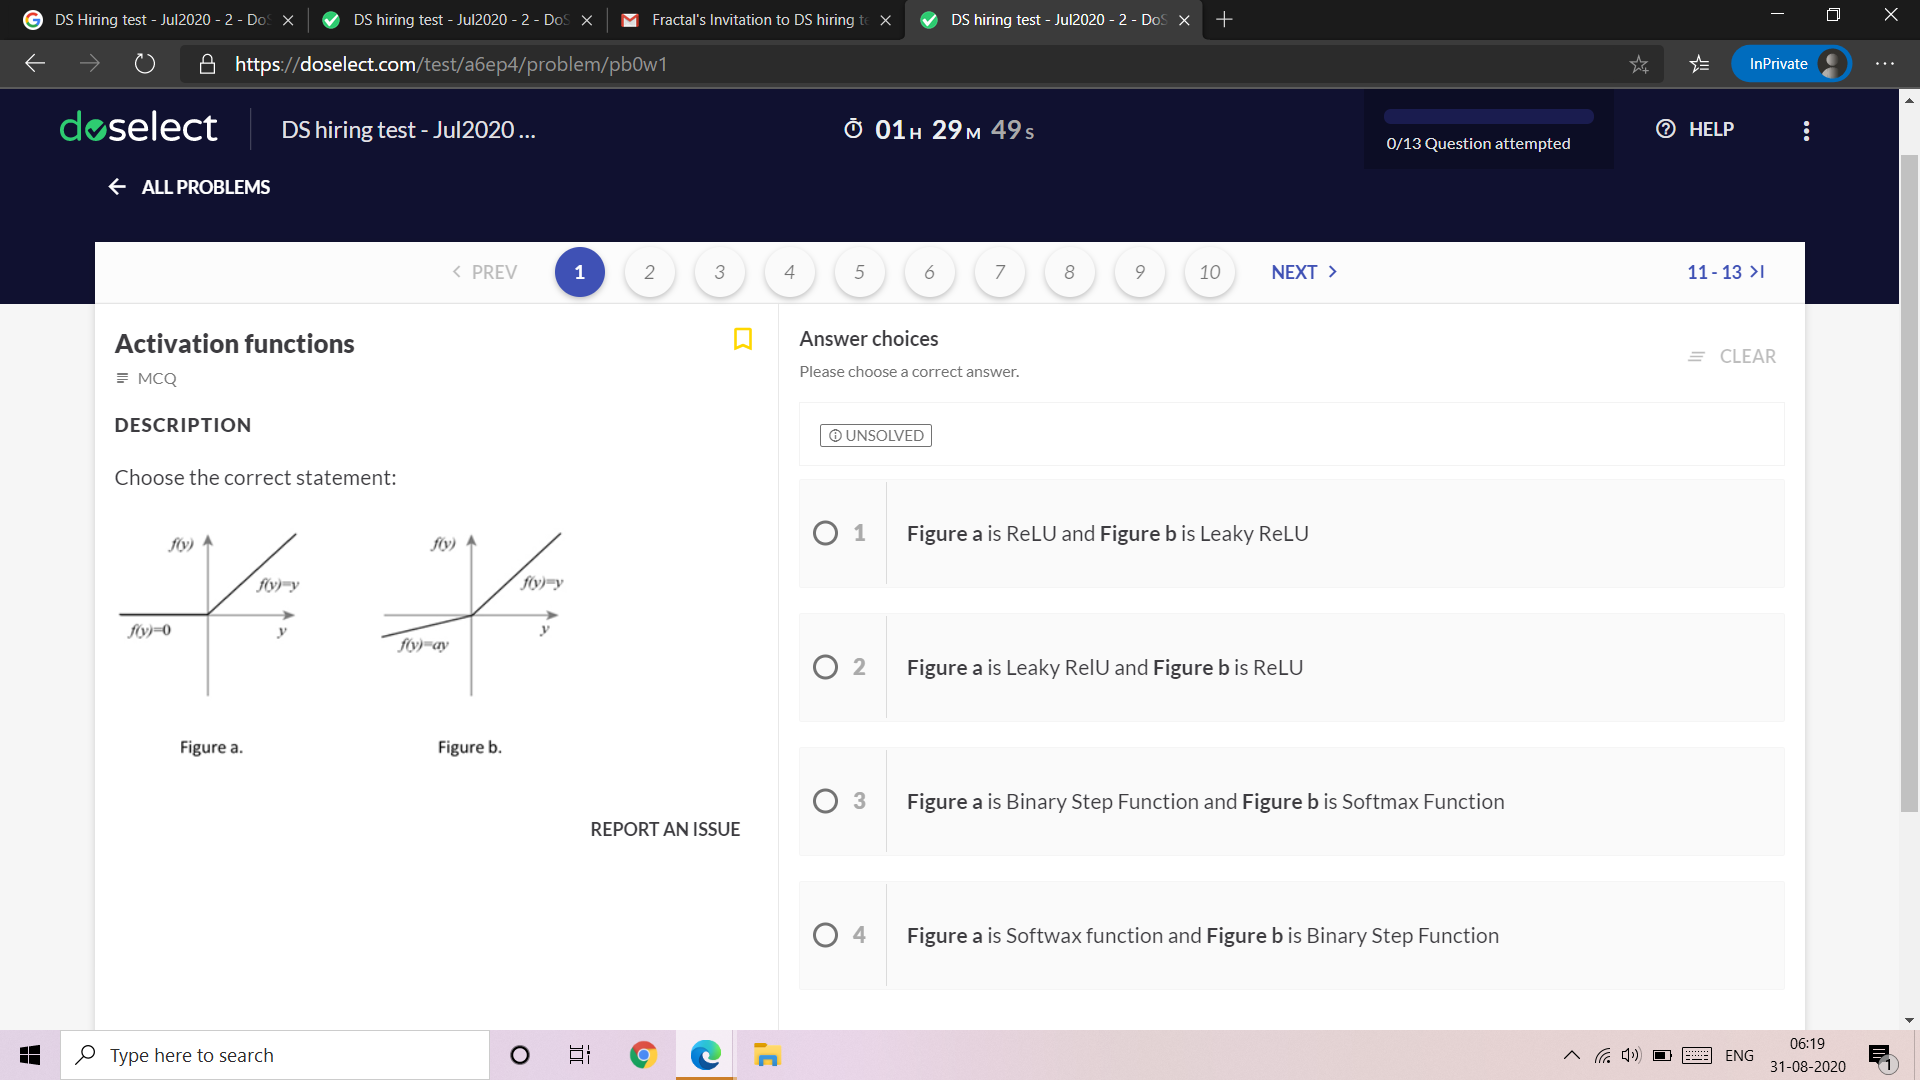 DS Hiring test - Jul2020 - 2 - Do
DS hiring test - Jul2020 - 2 - DoS
Fractal's Invitation to DS hiring te
DS hiring test - Jul2020 - 2 - DoS
https://doselect.com/test/a6ep4/problem/pb0w1
InPrivate
doselect
DS hiring test - Jul2020 ...
01 H 29 M 49 S
0/13 Question attempted
HELP
ALL PROBLEMS
PREV 1 2 3 4 5 6 7 8 9 10 NEXT
11 - 13
Activation functions
MCQ
DESCRIPTION
Choose the correct statement:
f(y)
f(y)=y
f(y)=0
y
Figure a.
f(y)
f(y)=y
f(y)=ay
y
Figure b.
REPORT AN ISSUE
Answer choices
Please choose a correct answer.
CLEAR
UNSOLVED
1 Figure a is ReLU and Figure b is Leaky ReLU
2 Figure a is Leaky RelU and Figure b is ReLU
3 Figure a is Binary Step Function and Figure b is Softmax Function
4 Figure a is Softwax function and Figure b is Binary Step Function
Type here to search
ENG
06:19
31-08-2020
1